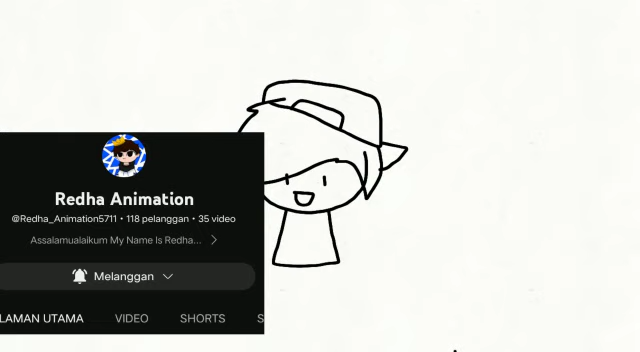 Redha Animation
@Redha_Animation5711 • 118 pelanggan • 35 video
Assalamualaikum My Name Is Redha...
Melanggan
LAMAN UTAMA VIDEO SHORTS S